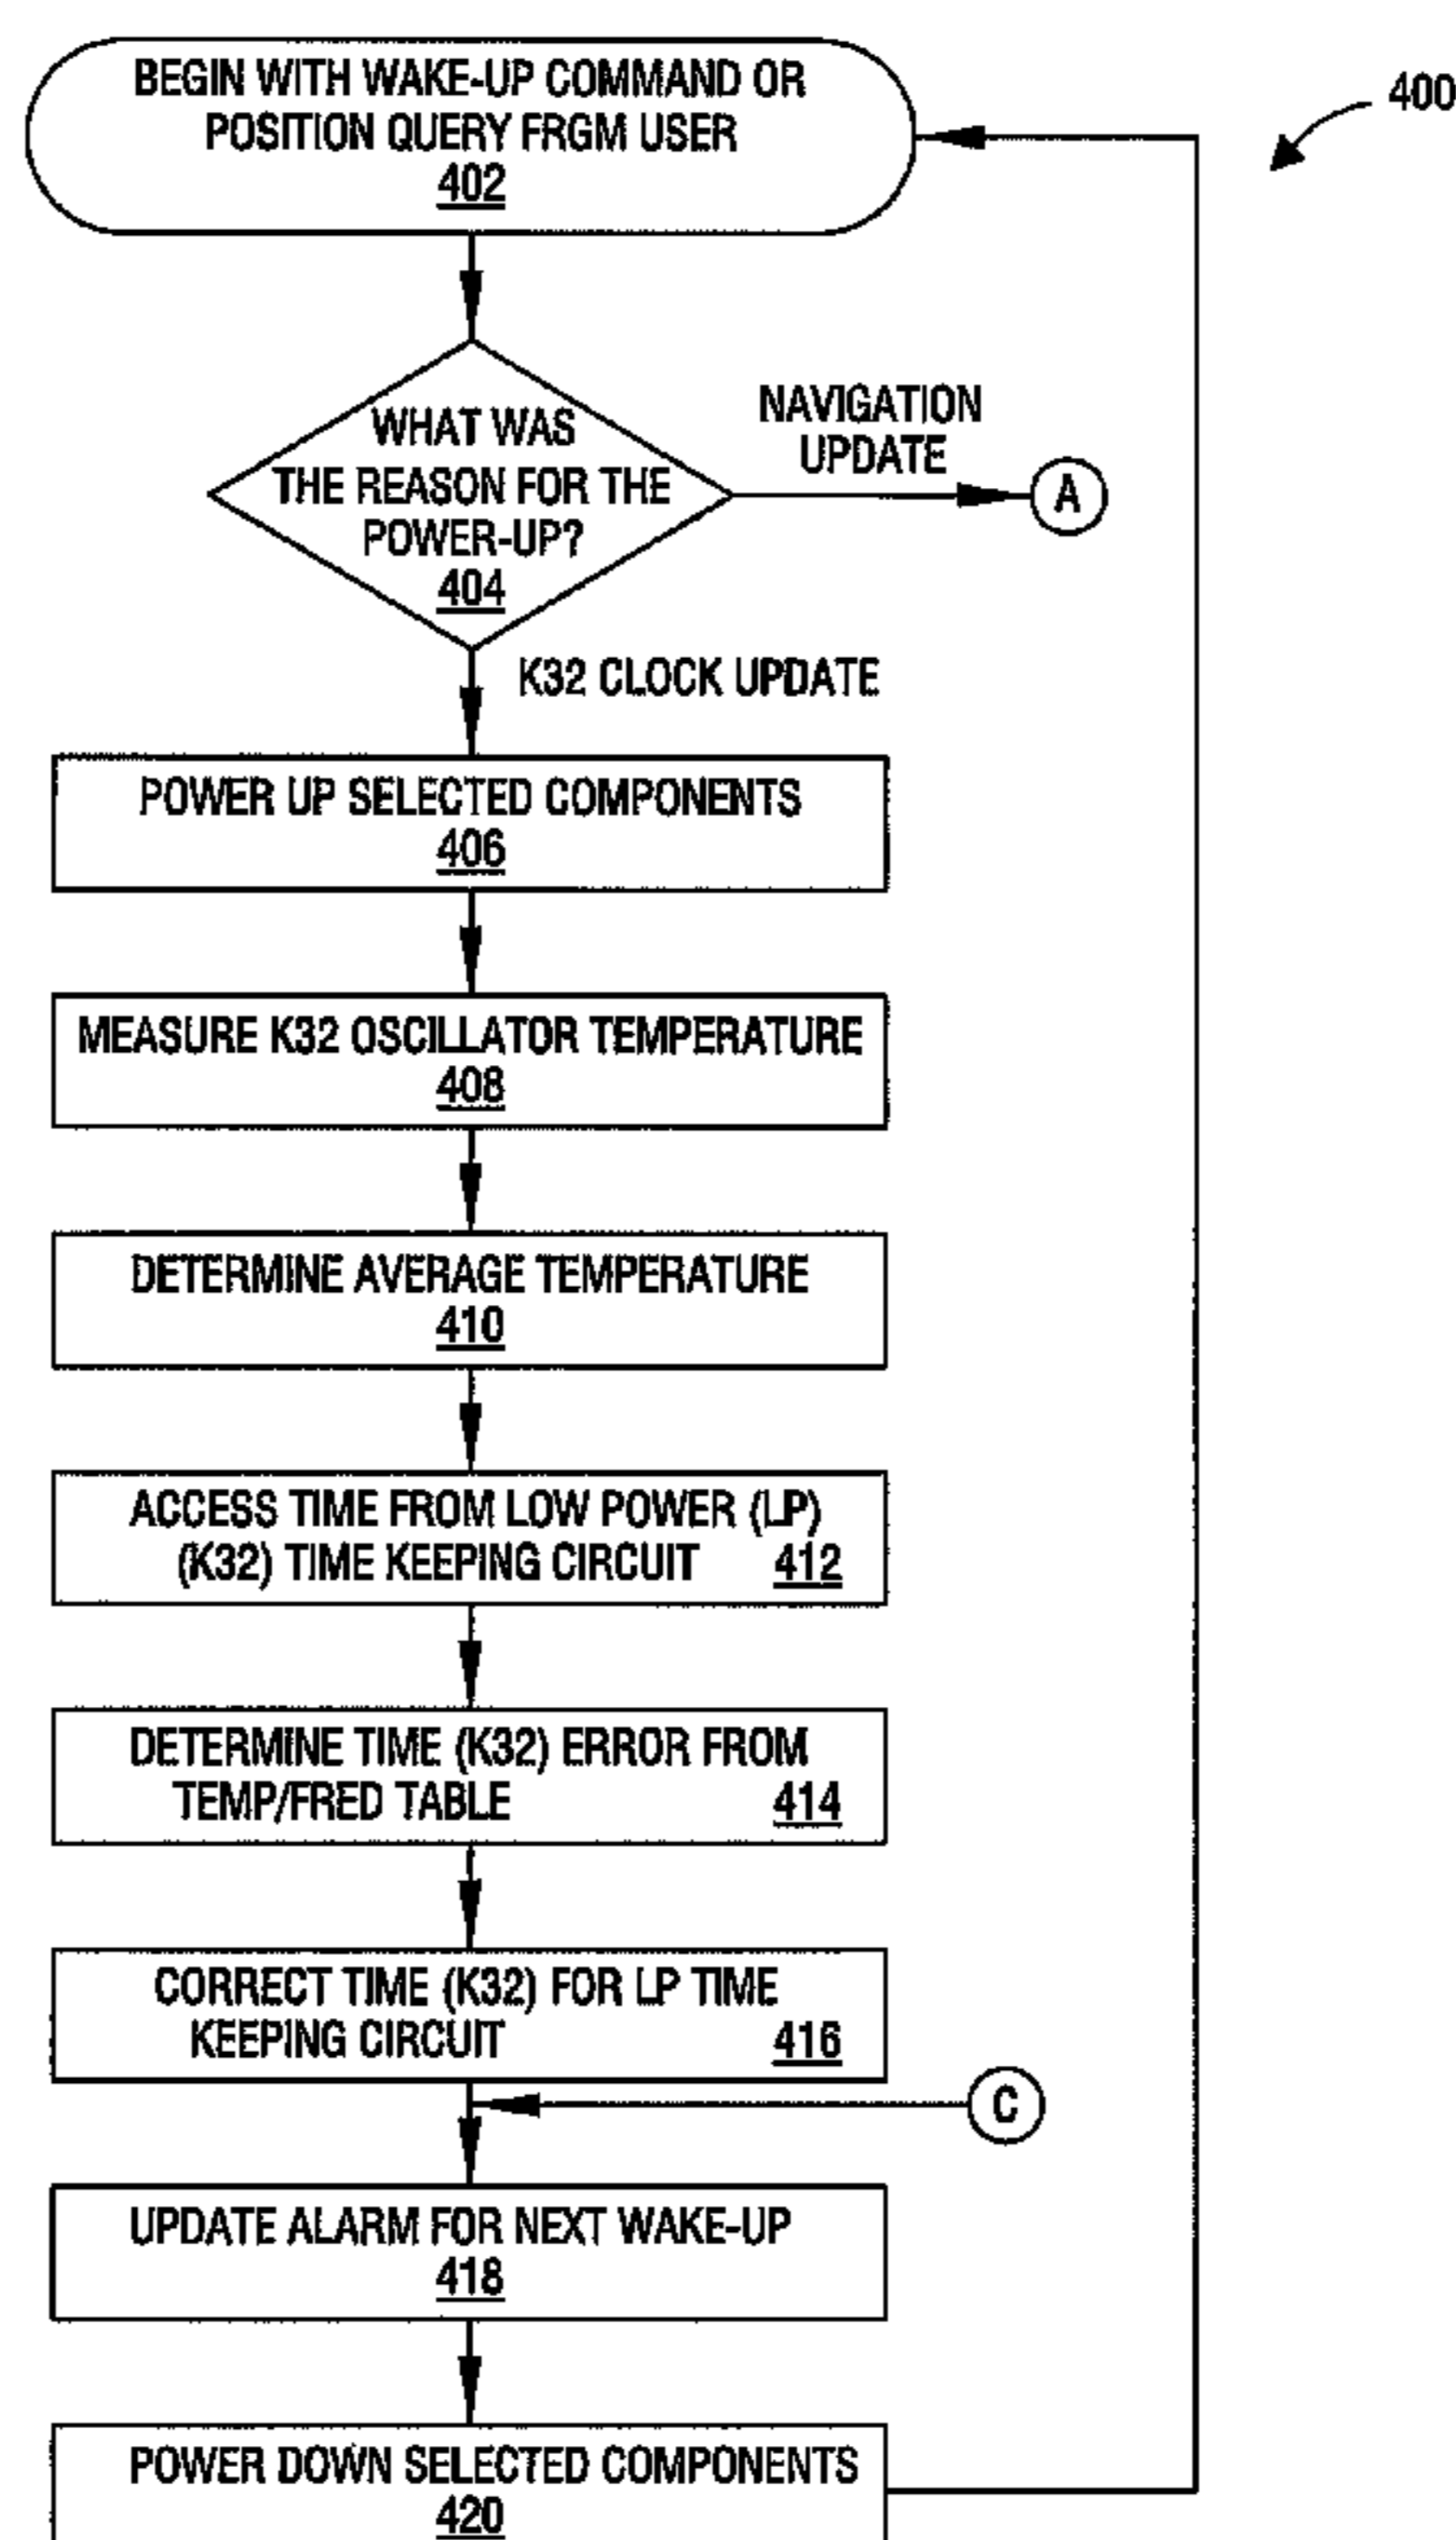 BEGIN WITH WAKE-UP COMMAND OR
POSITION QUERY FRGM USER
402
400
WHAT WAS
THE REASON FOR THE
POWER-UP?
404
NAVIGATION
UPDATE
A
K32 CLOCK UPDATE
POWER UP SELECTED COMPONENTS
406
MEASURE K32 OSCILLATOR TEMPERATURE
408
DETERMINE AVERAGE TEMPERATURE
410
ACCESS TIME FROM LOW POWER (LP)
(K32) TIME KEEPING CIRCUIT 412
DETERMINE TIME (K32) ERROR FROM
TEMP/FRED TABLE 414
CORRECT TIME (K32) FOR LP TIME
KEEPING CIRCUIT 416
C
UPDATE ALARM FOR NEXT WAKE-UP
418
POWER DOWN SELECTED COMPONENTS
420